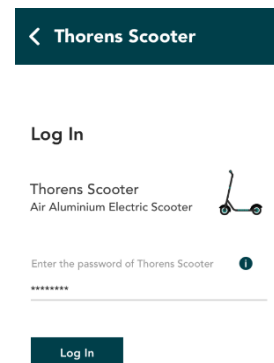 Thorens Scooter
Log In
Thorens Scooter
Air Aluminium Electric Scooter
Enter the password of Thorens Scooter i
********
Log In